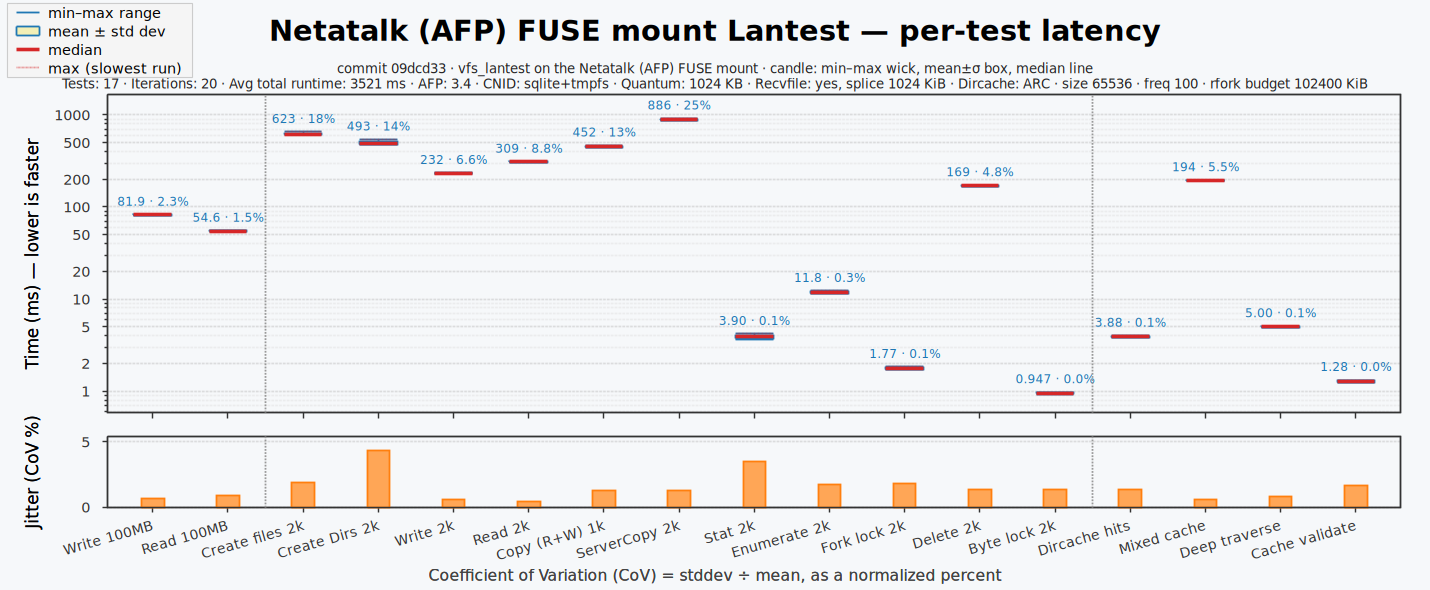 min–max range
mean ± std dev
median
max (slowest run)
Netatalk (AFP) FUSE mount Lantest — per-test latency
commit 09dcd33 · vfs_lantest on the Netatalk (AFP) FUSE mount · candle: min–max wick, mean±σ box, median line
Tests: 17 · Iterations: 20 · Avg total runtime: 3521 ms · AFP: 3.4 · CNID: sqlite+tmpfs · Quantum: 1024 KB · Recvfile: yes, splice 1024 KiB · Dircache: ARC · size 65536 · freq 100 · rfork budget 102400 KiB
Time (ms) — lower is faster
1000
500
200
100
50
20
10
5
2
1
81.9 · 2.3%
54.6 · 1.5%
623 · 18%
493 · 14%
232 · 6.6%
309 · 8.8%
452 · 13%
886 · 25%
3.90 · 0.1%
11.8 · 0.3%
1.77 · 0.1%
169 · 4.8%
0.947 · 0.0%
3.88 · 0.1%
194 · 5.5%
5.00 · 0.1%
1.28 · 0.0%
Jitter (CoV %)
5
0
Write 100MB
Read 100MB
Create files 2k
Create Dirs 2k
Write 2k
Read 2k
Copy (R+W) 1k
ServerCopy 2k
Stat 2k
Enumerate 2k
Fork lock 2k
Delete 2k
Byte lock 2k
Dircache hits
Mixed cache
Deep traverse
Cache validate
Coefficient of Variation (CoV) = stddev ÷ mean, as a normalized percent